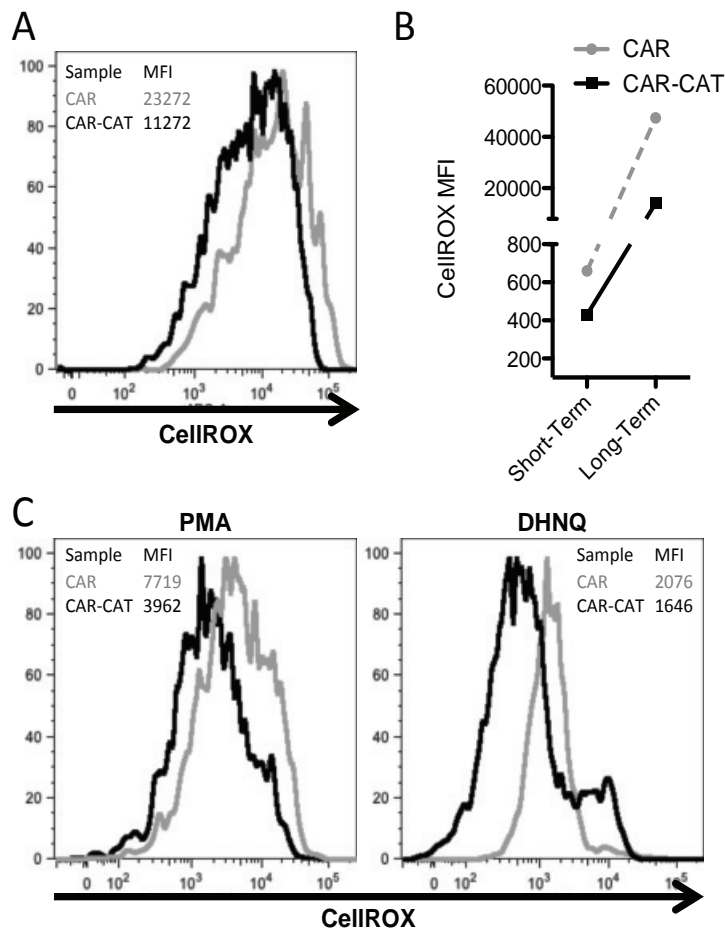 A
Sample MFI
CAR 23272
CAR-CAT 11272
100
80
60
40
20
0
0 10² 10³ 10⁴ 10⁵
CellROX
B
CAR
CAR-CAT
CellROX MFI
60000
40000
20000
800
600
400
200
Short-Term
Long-Term
C
PMA
Sample MFI
CAR 7719
CAR-CAT 3962
100
80
60
40
20
0
0 10² 10³ 10⁴ 10⁵
DHNQ
Sample MFI
CAR 2076
CAR-CAT 1646
100
80
60
40
20
0
0 10² 10³ 10⁴ 10⁵
CellROX